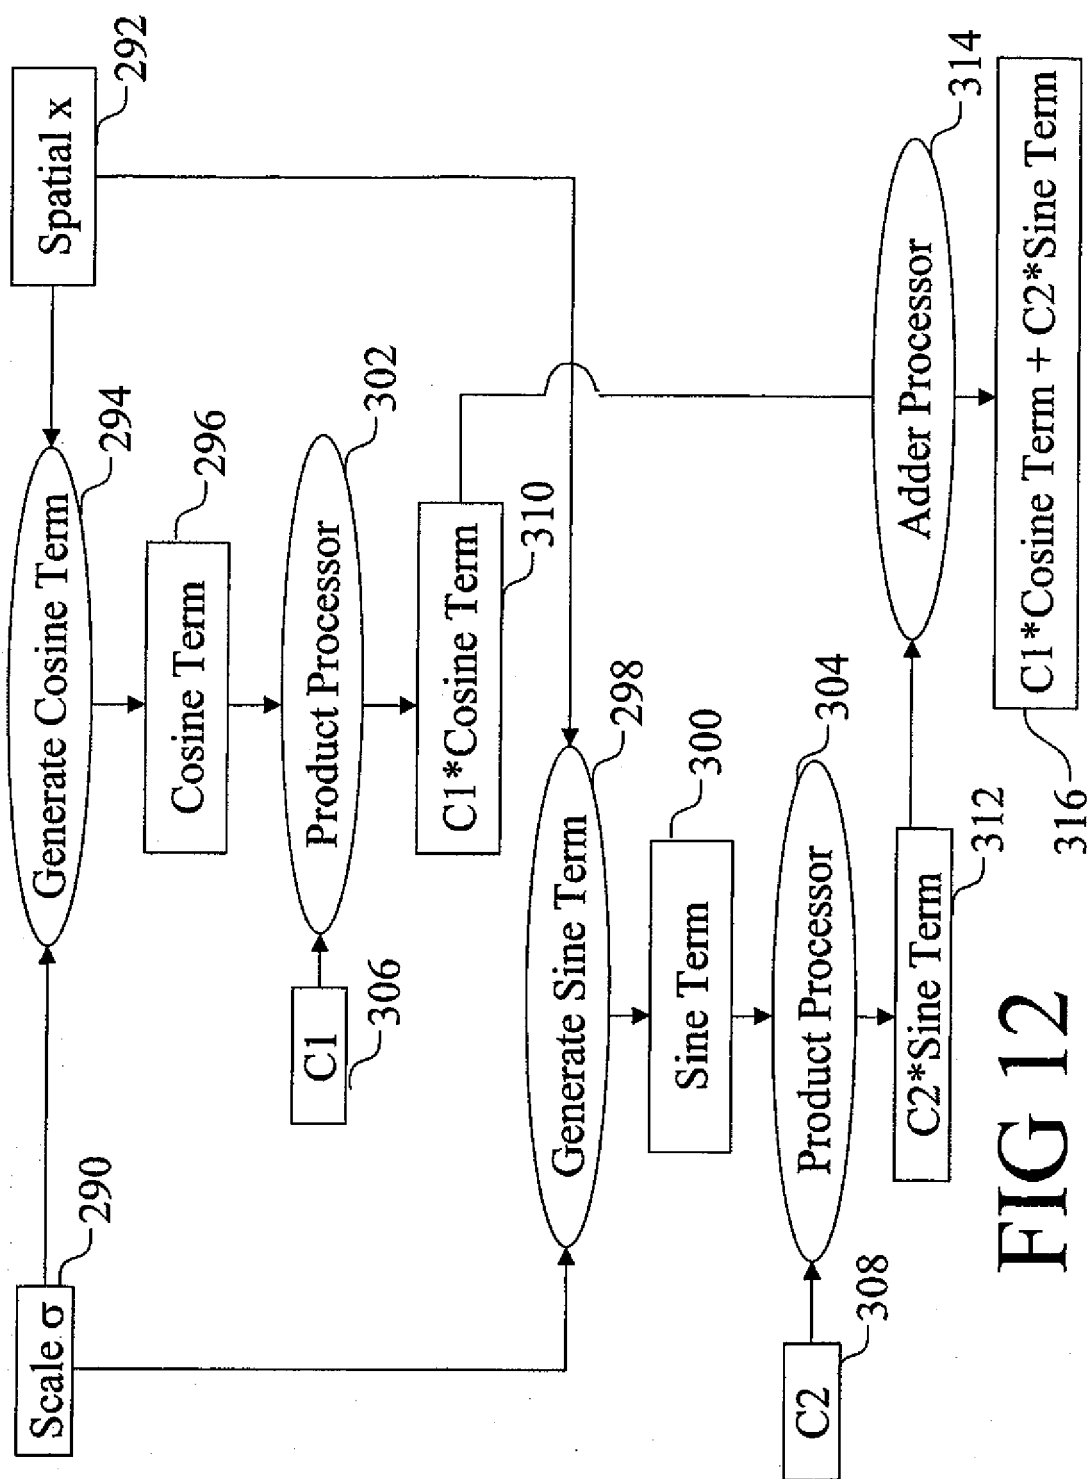 Scale σ
290
Spatial x
292
Generate Cosine Term
294
Cosine Term
296
C1
306
Product Processor
302
C1*Cosine Term
310
Generate Sine Term
298
Sine Term
300
C2
308
Product Processor
304
C2*Sine Term
312
Adder Processor
314
C1*Cosine Term + C2*Sine Term
316
FIG 12